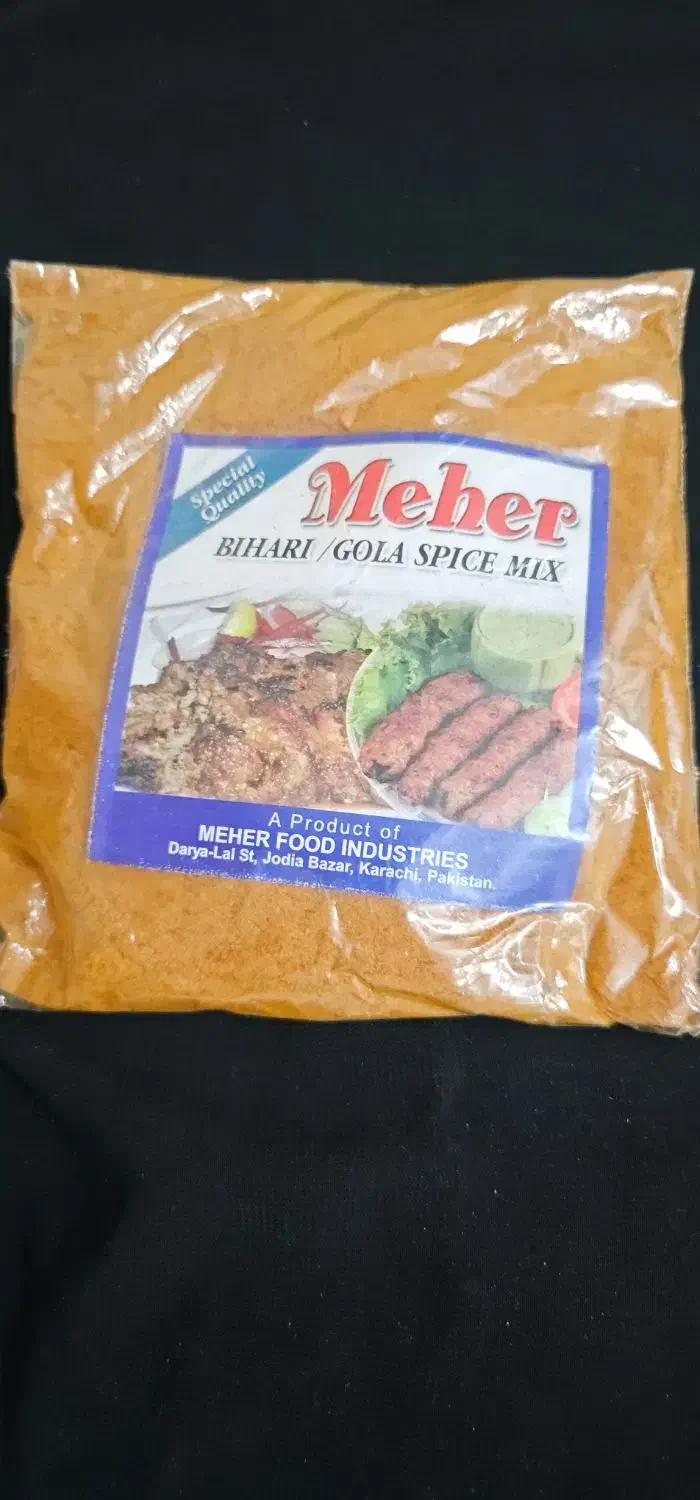 Special
Quality
Meher
BIHARI /GOLA SPICE MIX
A Product of
MEHER FOOD INDUSTRIES
Darya-Lal St, Jodia Bazar, Karachi, Pakistan.